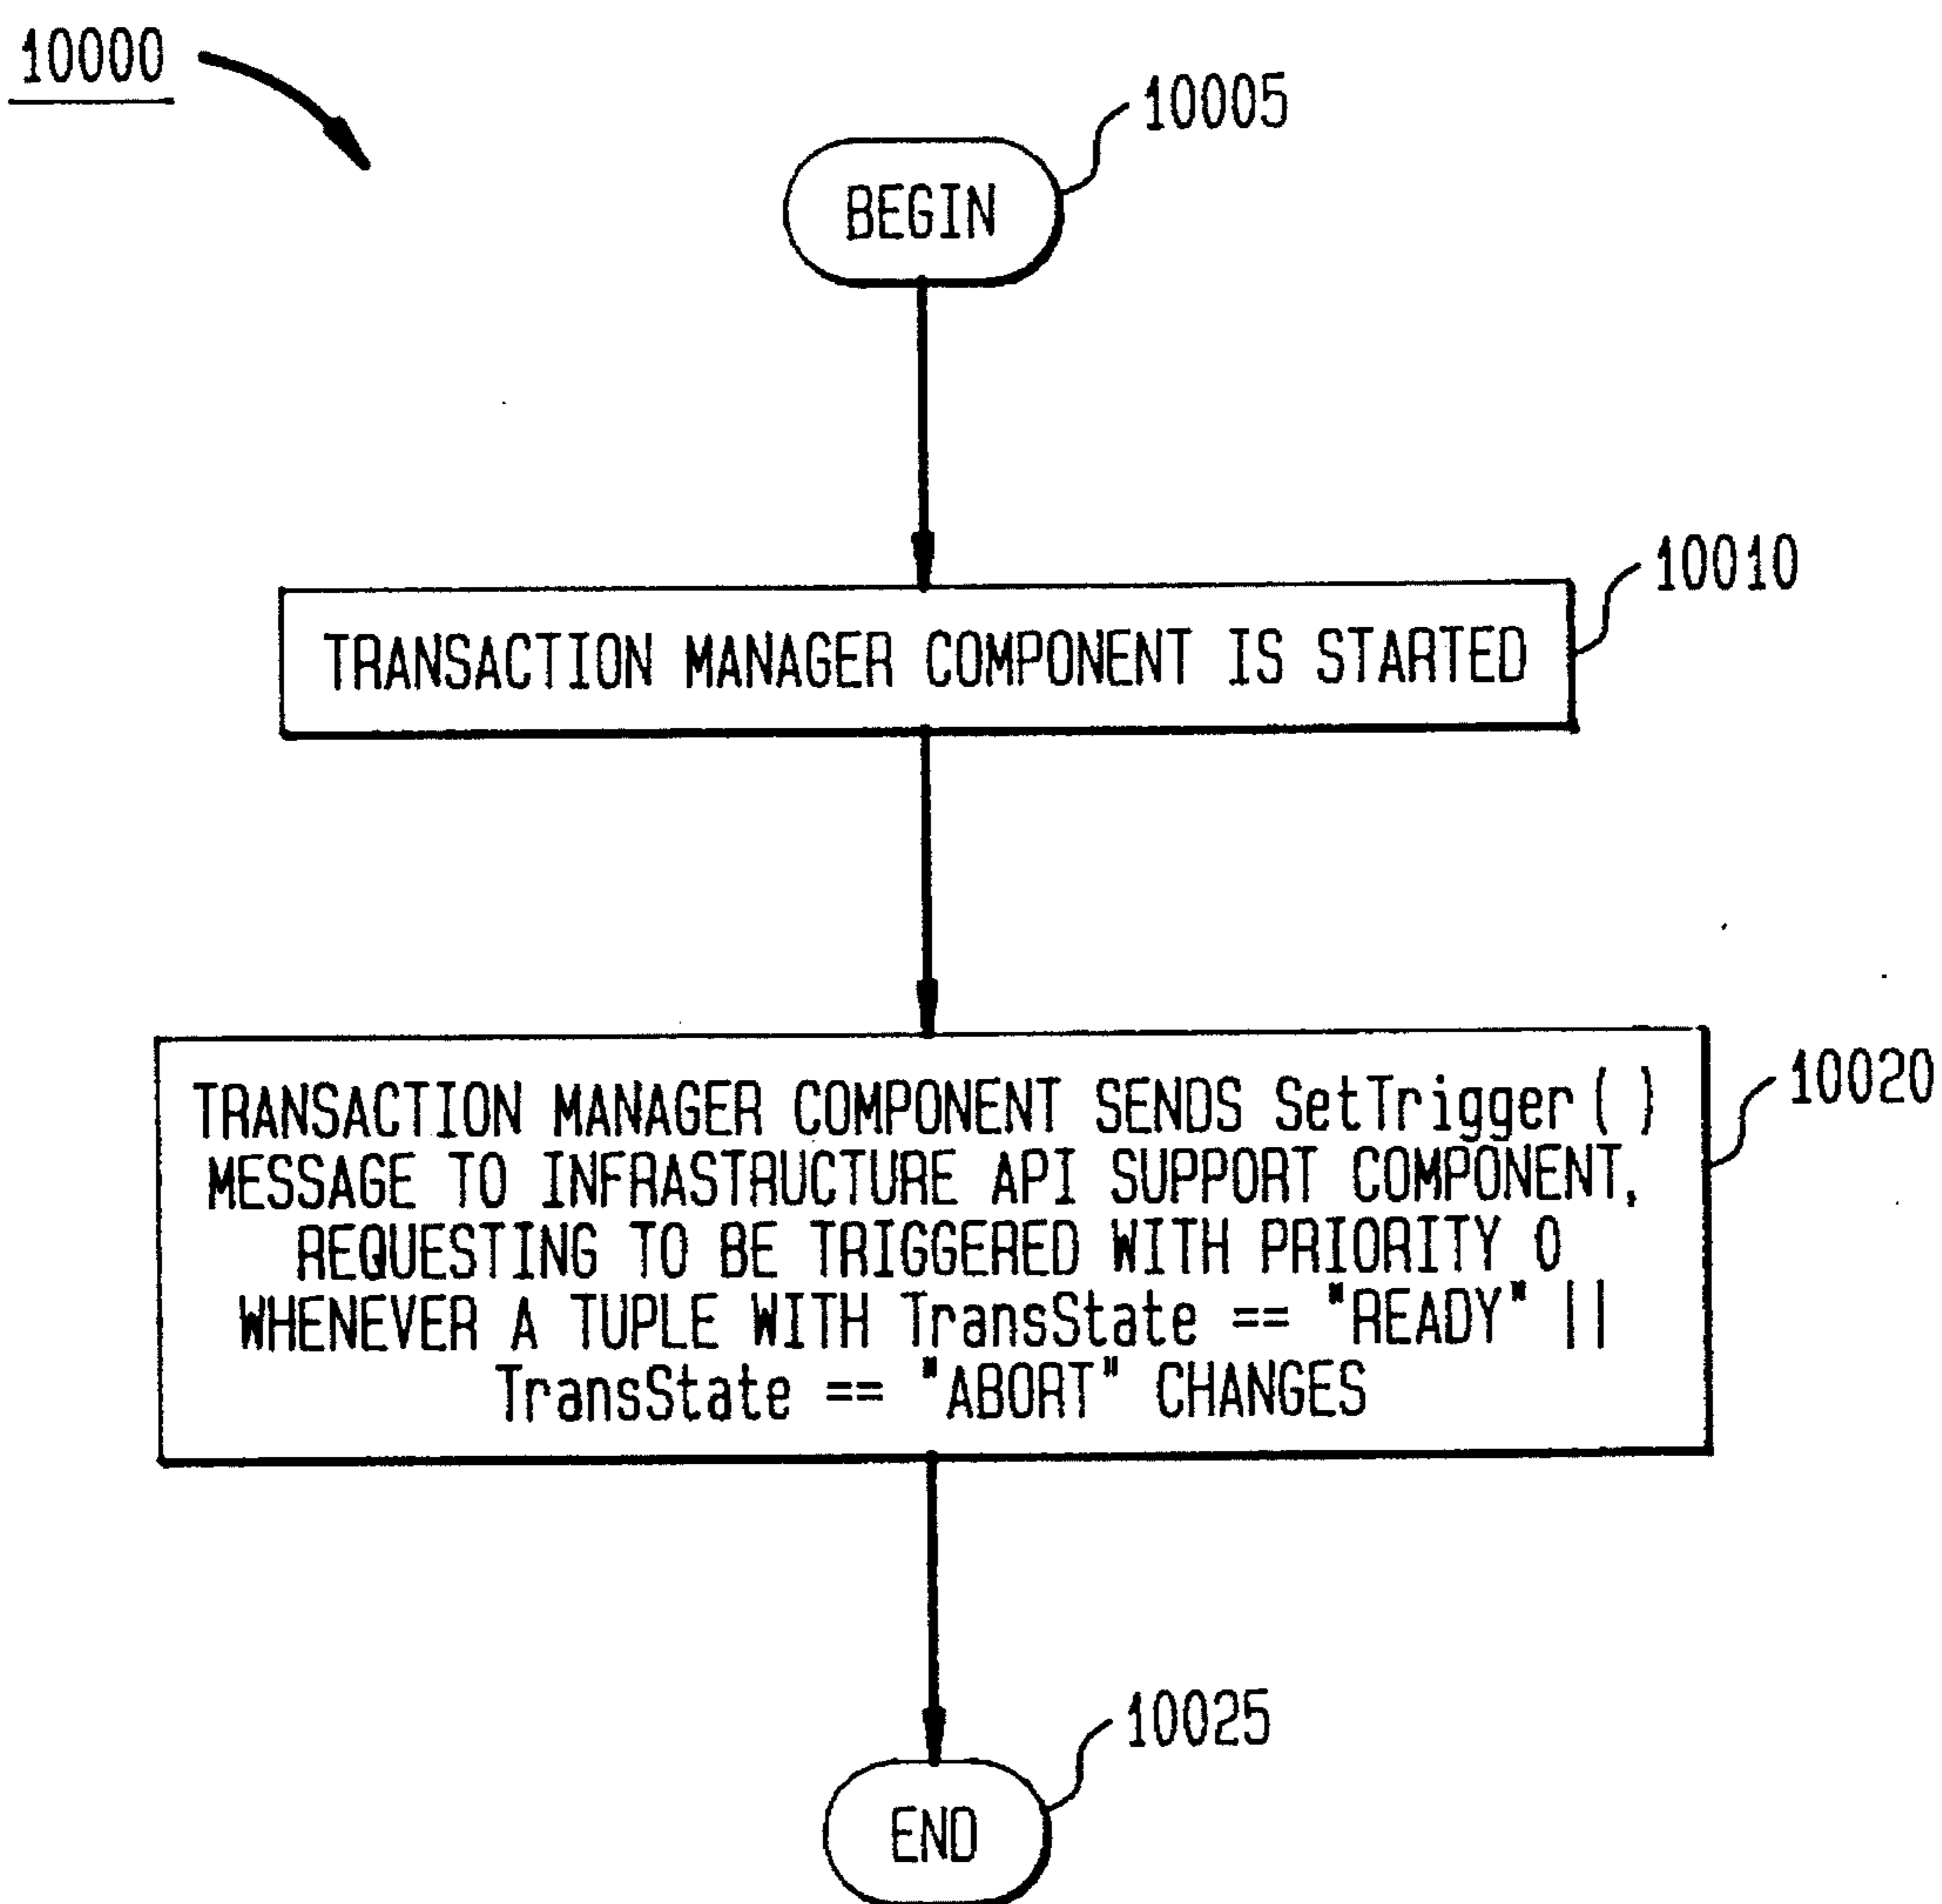 10000
10005
BEGIN
10010
TRANSACTION MANAGER COMPONENT IS STARTED
10020
TRANSACTION MANAGER COMPONENT SENDS SetTrigger( )
MESSAGE TO INFRASTRUCTURE API SUPPORT COMPONENT,
REQUESTING TO BE TRIGGERED WITH PRIORITY 0
WHENEVER A TUPLE WITH TransState == "READY" ||
TransState == "ABORT" CHANGES
10025
END